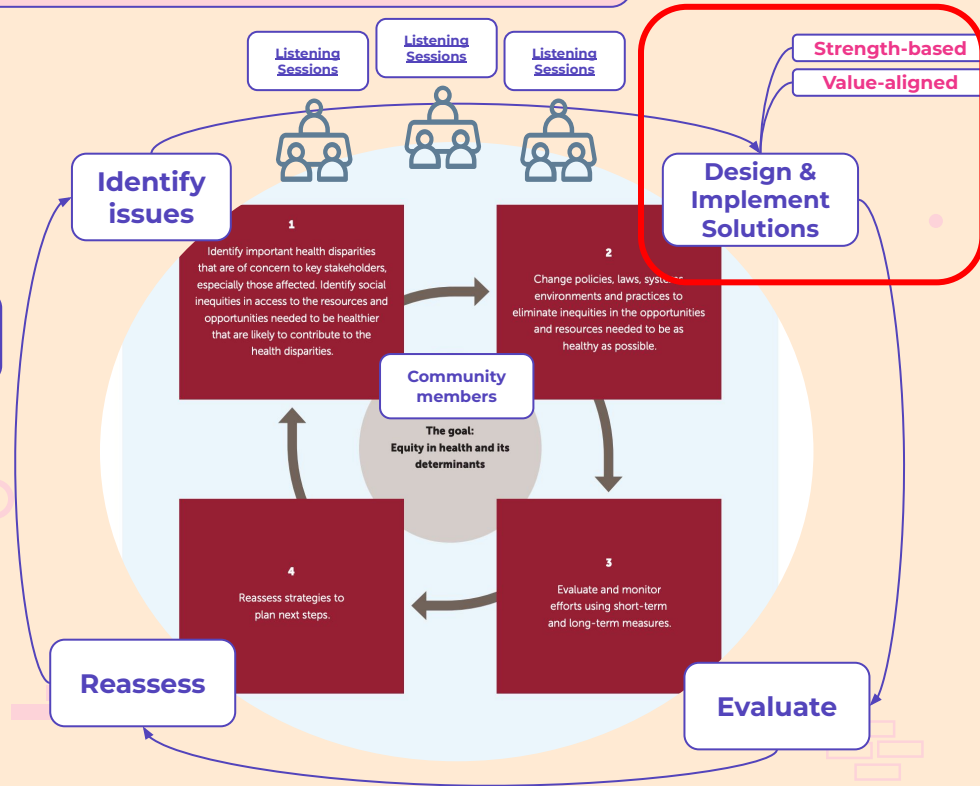 Listening
Sessions
Listening
Sessions
Listening
Sessions
Strength-based
Value-aligned
Identify
issues
Design &
Implement
Solutions
1
Identify important health disparities
that are of concern to key stakeholders,
especially those affected. Identify social
inequities in access to the resources and
opportunities needed to be healthier
that are likely to contribute to the
health disparities.
2
Change policies, laws, systems,
environments and practices to
eliminate inequities in the opportunities
and resources needed to be as
healthy as possible.
Community
members
The goal:
Equity in health and its
determinants
4
Reassess strategies to
plan next steps.
3
Evaluate and monitor
efforts using short-term
and long-term measures.
Reassess
Evaluate